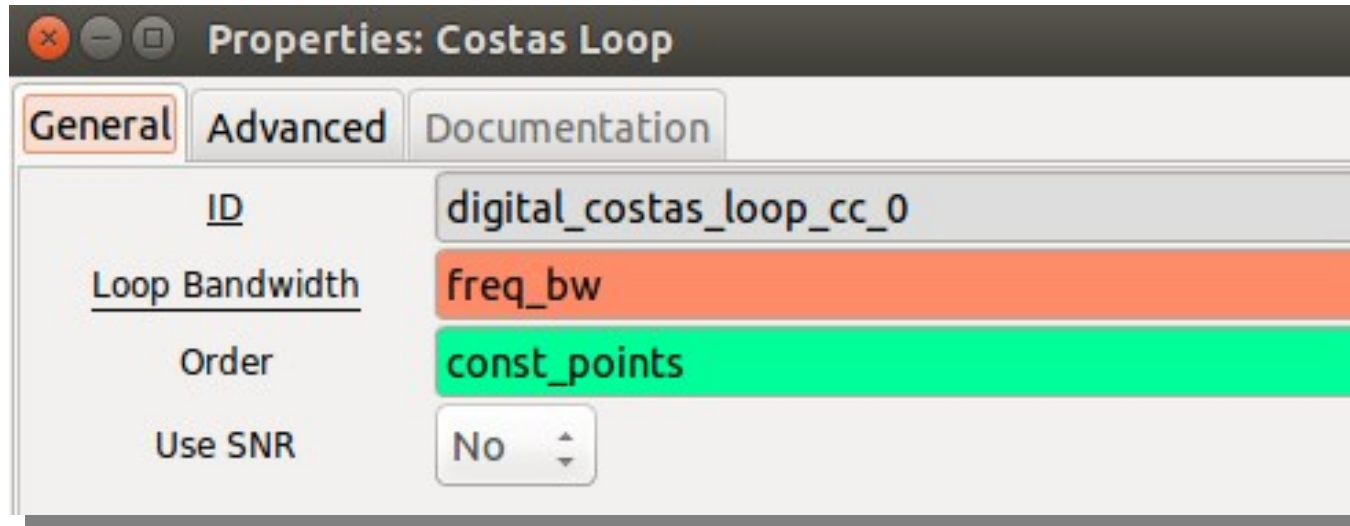 Properties: Costas Loop
General Advanced Documentation
ID digital_costas_loop_cc_0
Loop Bandwidth freq_bw
Order const_points
Use SNR No